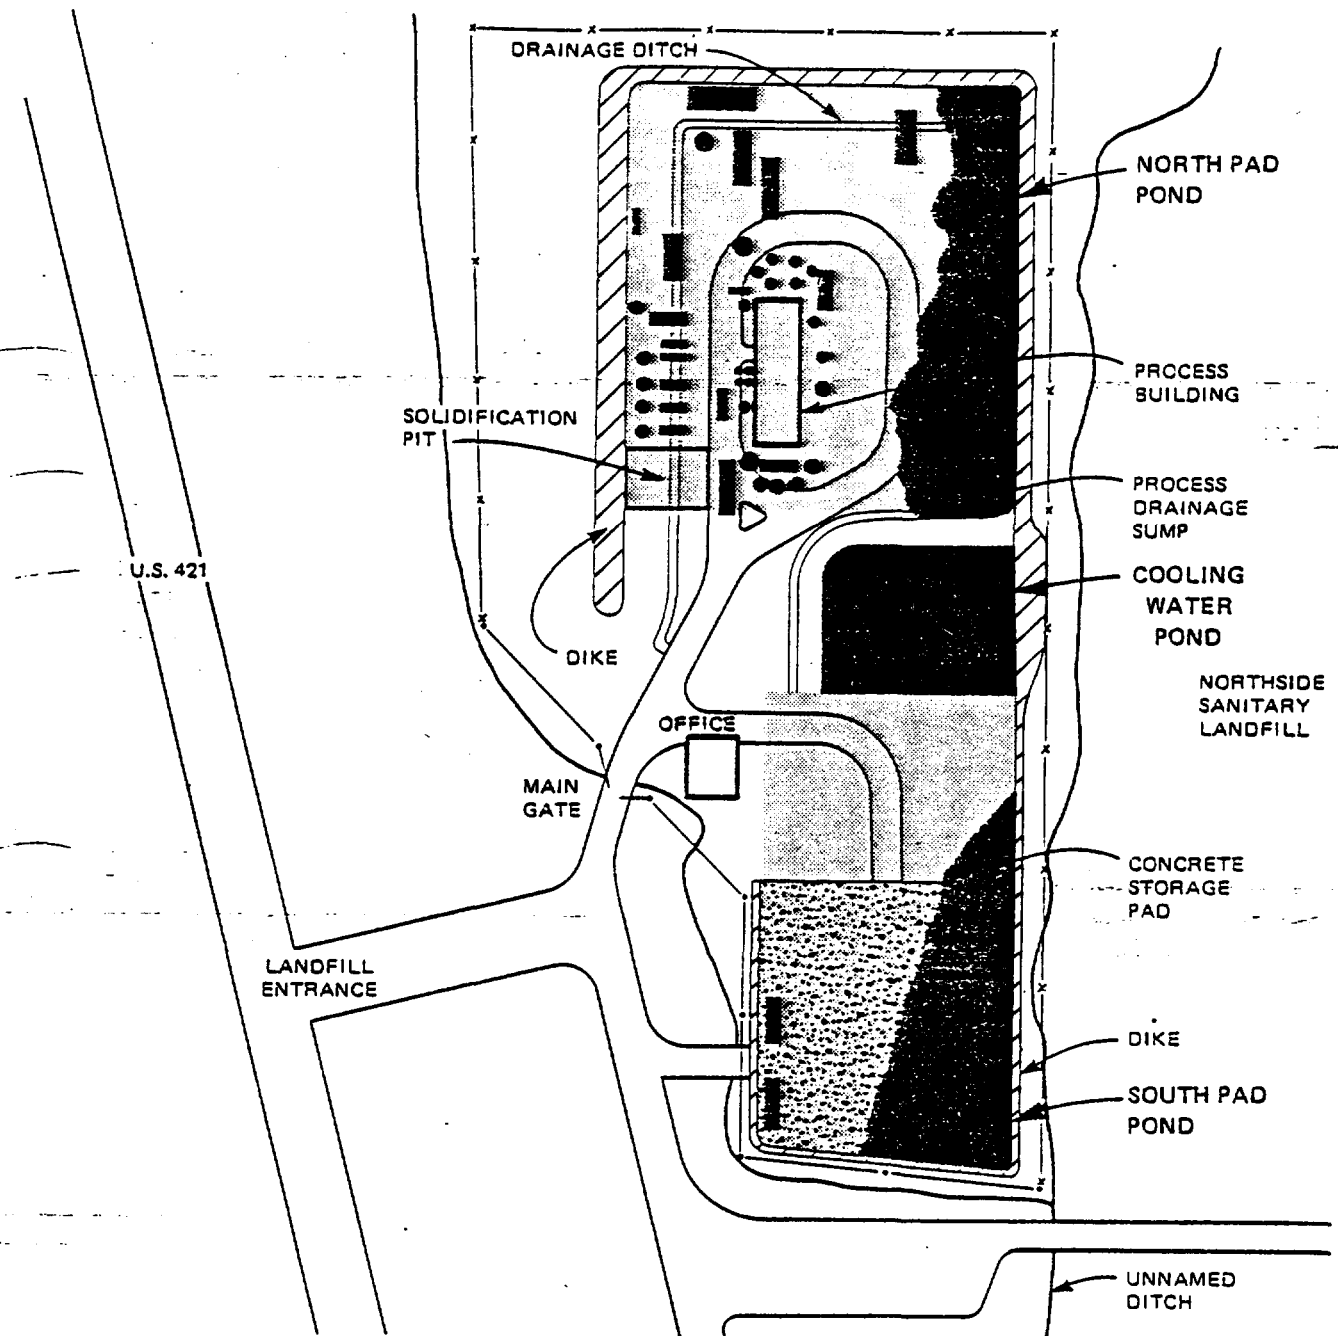 DRAINAGE DITCH
NORTH PAD
POND
PROCESS
BUILDING
SOLIDIFICATION
PIT
PROCESS
DRAINAGE
SUMP
U.S. 421
COOLING
WATER
POND
DIKE
NORTHSIDE
SANITARY
LANDFILL
OFFICE
MAIN
GATE
CONCRETE
STORAGE
PAD
LANDFILL
ENTRANCE
DIKE
SOUTH PAD
POND
UNNAMED
DITCH